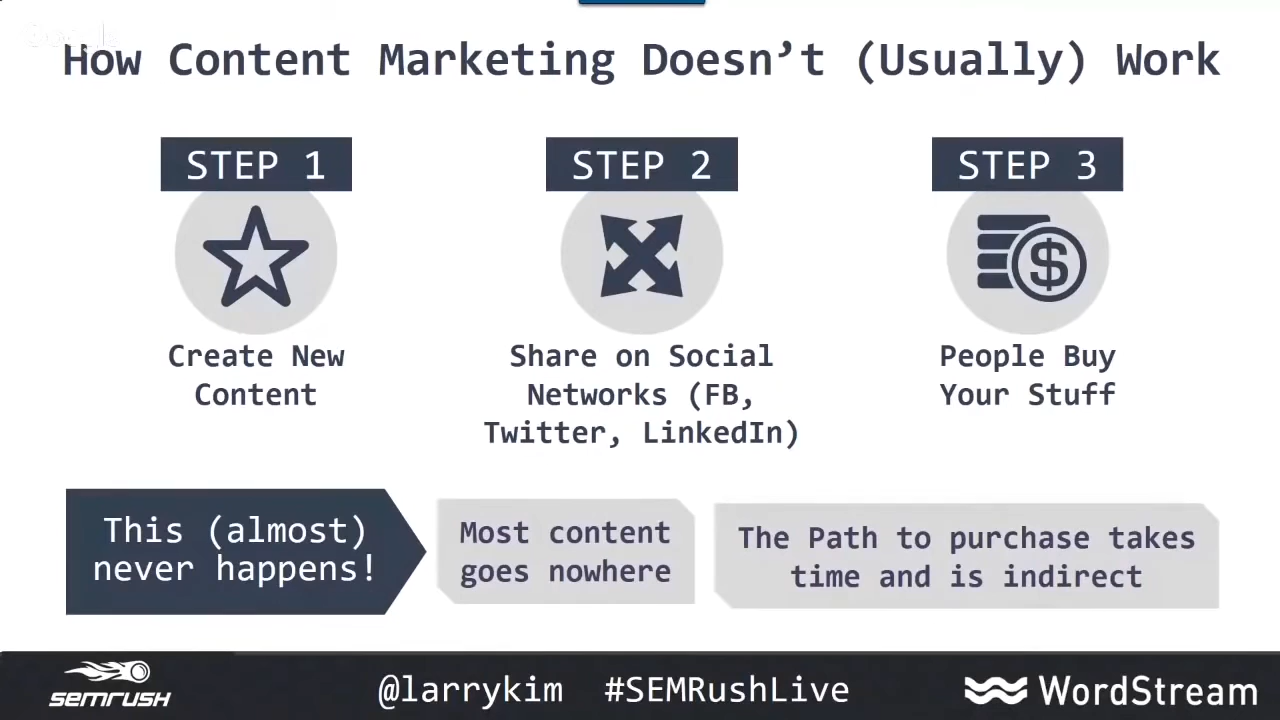 Google
How Content Marketing Doesn’t (Usually) Work
STEP 1
Create New
Content
STEP 2
Share on Social
Networks (FB,
Twitter, LinkedIn)
STEP 3
People Buy
Your Stuff
This (almost)
never happens!
Most content
goes nowhere
The Path to purchase takes
time and is indirect
semrush
@larrykim #SEMRushLive
WordStream